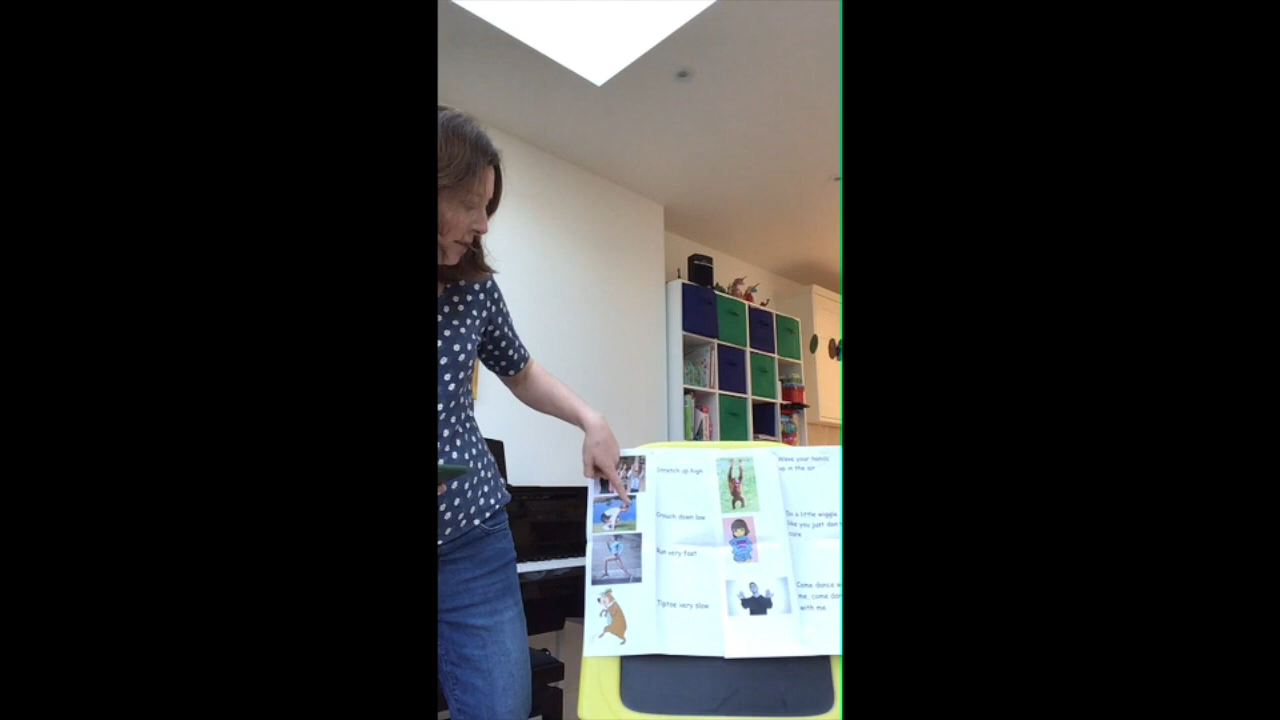 Stretch up high
Crouch down low
Run very fast
Tiptoe very slow
Wave your hands
up in the air
Do a little wiggle
like you just don'
care
Come dance w
me, come dan
with me